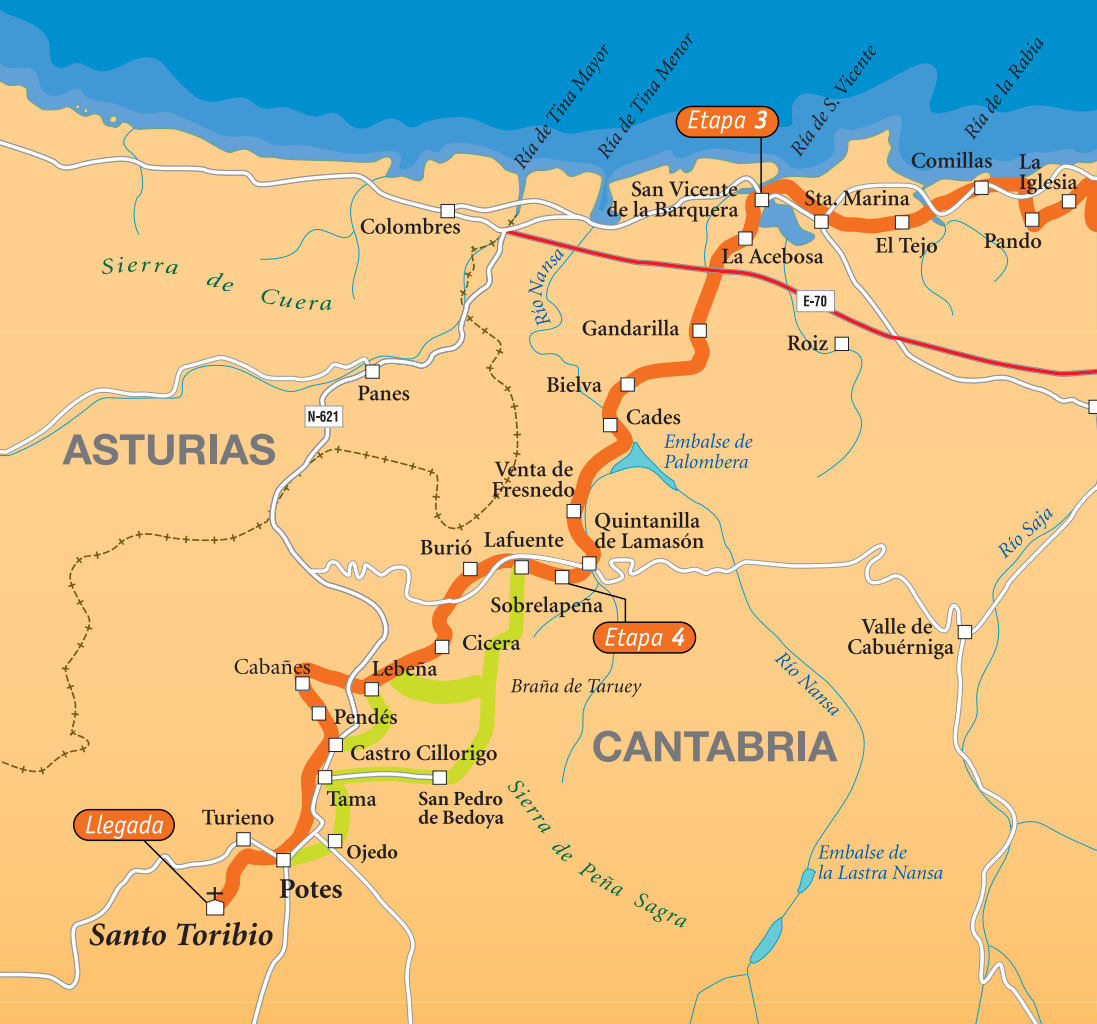 Ría de Tina Mayor
Ría de Tina Menor
Ría de S. Vicente
Ría de la Rabia
Etapa 3
Comillas
La
Iglesia
San Vicente
de la Barquera
Sta. Marina
Colombres
El Tejo
Pando
La Acebosa
Sierra de Cuera
Río Nansa
E-70
Gandarilla
Roiz
Panes
Bielva
N-621
Cades
ASTURIAS
Embalse de
Palombera
Venta de
Fresnedo
Quintanilla
de Lamasón
Río Saja
Burió
Lafuente
Sobrelapeña
Etapa 4
Valle de
Cabuérniga
Cicera
Cabañes
Lebeña
Braña de Taruey
Río Nansa
Pendés
CANTABRIA
Castro Cillorigo
Tama
San Pedro
de Bedoya
Sierra de Peña Sagra
Llegada
Turieno
Ojedo
Embalse de
la Lastra Nansa
Potes
Santo Toribio